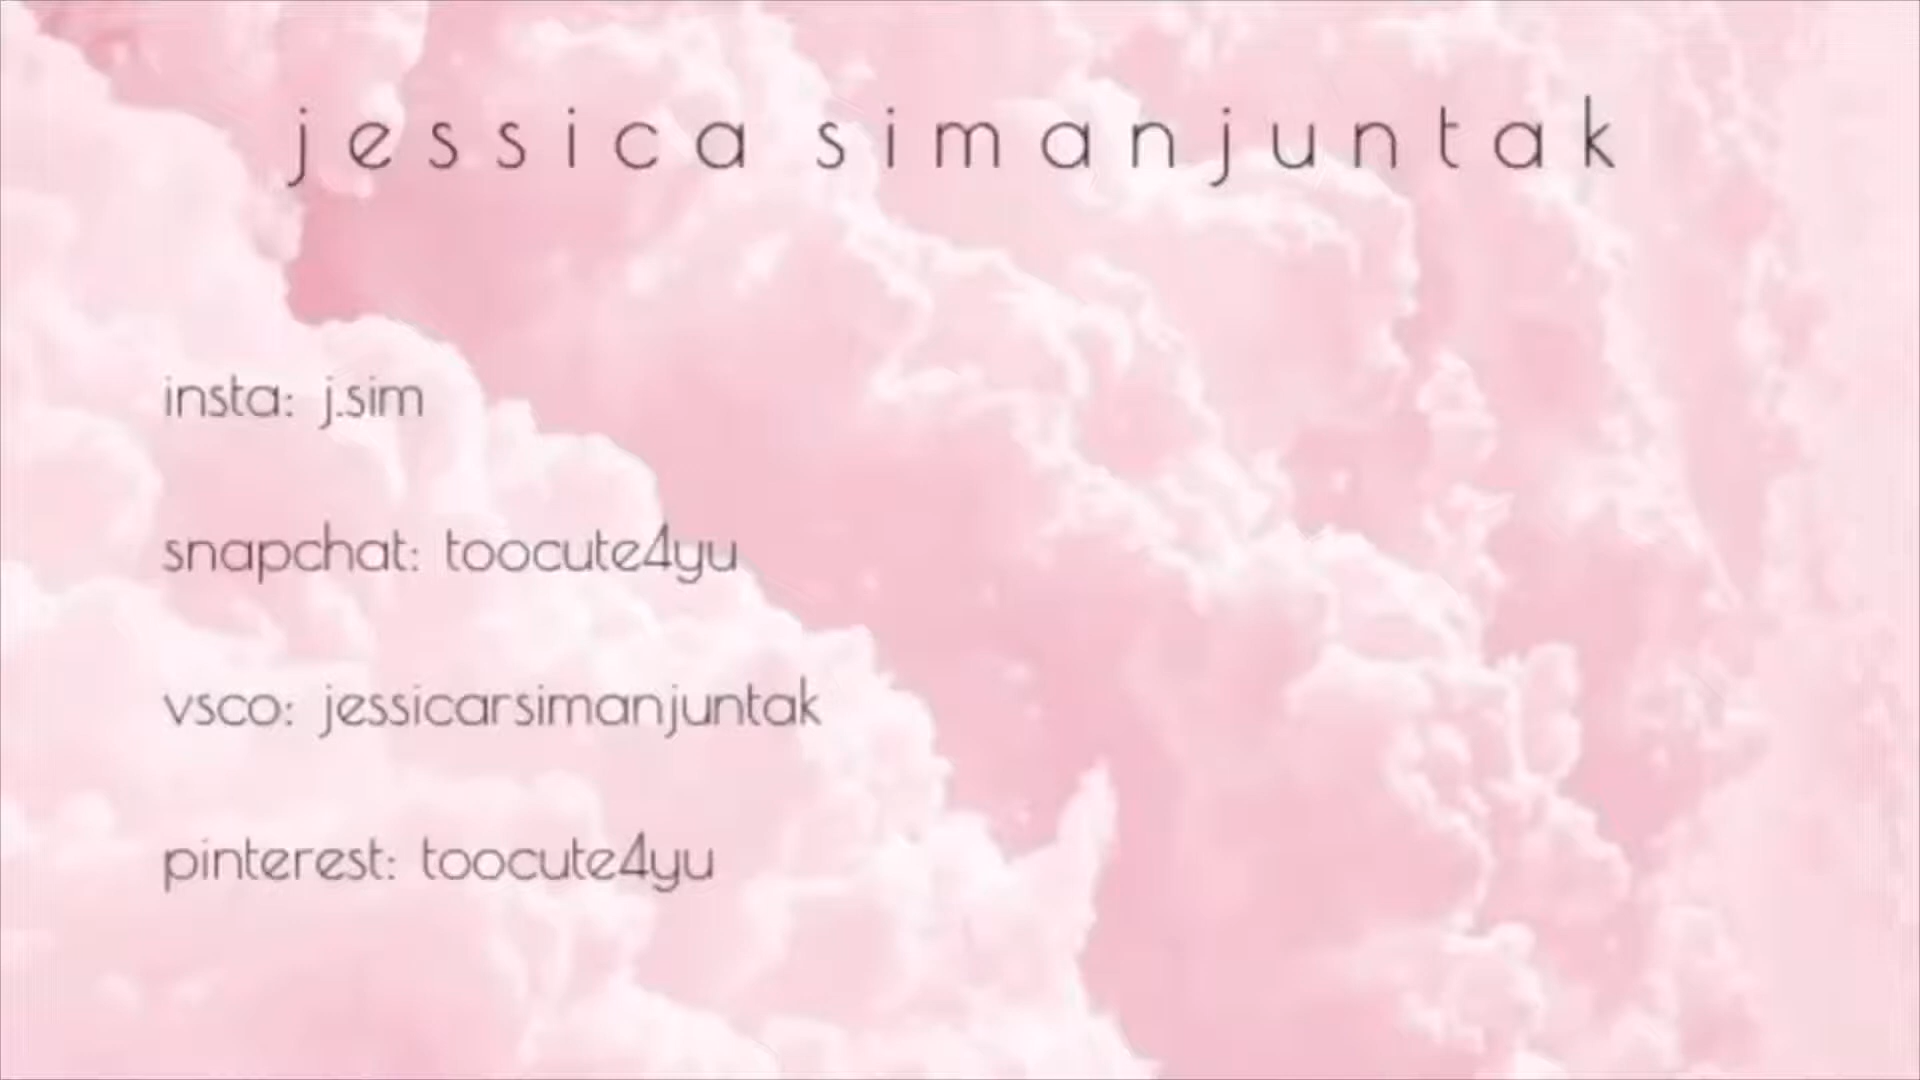 jessica simanjuntak
insta: j.sim
snapchat: toocute4yu
vsco: jessicarsimanjuntak
pinterest: toocute4yu